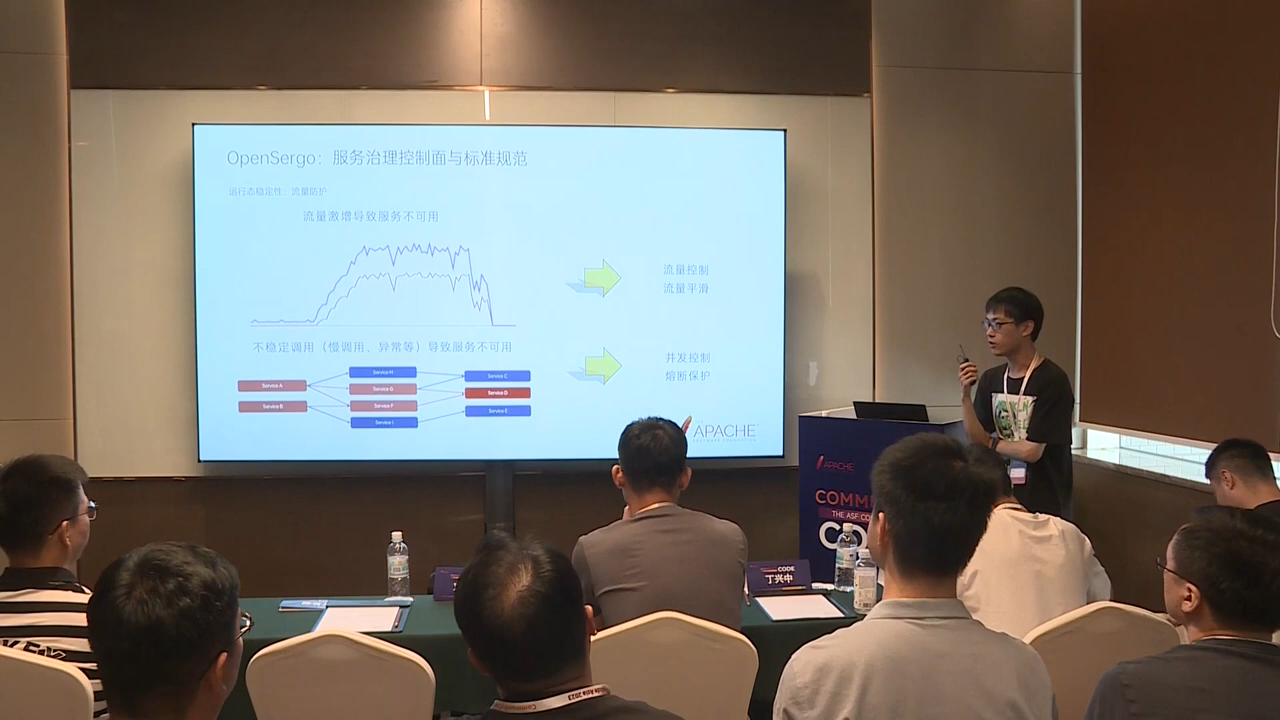 OpenSergo：服务治理控制面与标准规范
运行态稳定性：流量防护
流量激增导致服务不可用
流量控制
流量平滑
不稳定调用（慢调用、异常等）导致服务不可用
并发控制
熔断保护
Service A
Service B
Service H
Service G
Service F
Service I
Service C
Service D
Service E
APACHE
SOFTWARE FOUNDATION
APACHE
COMM
THE ASF CO
CO
CODE
丁兴中
Asia 2023